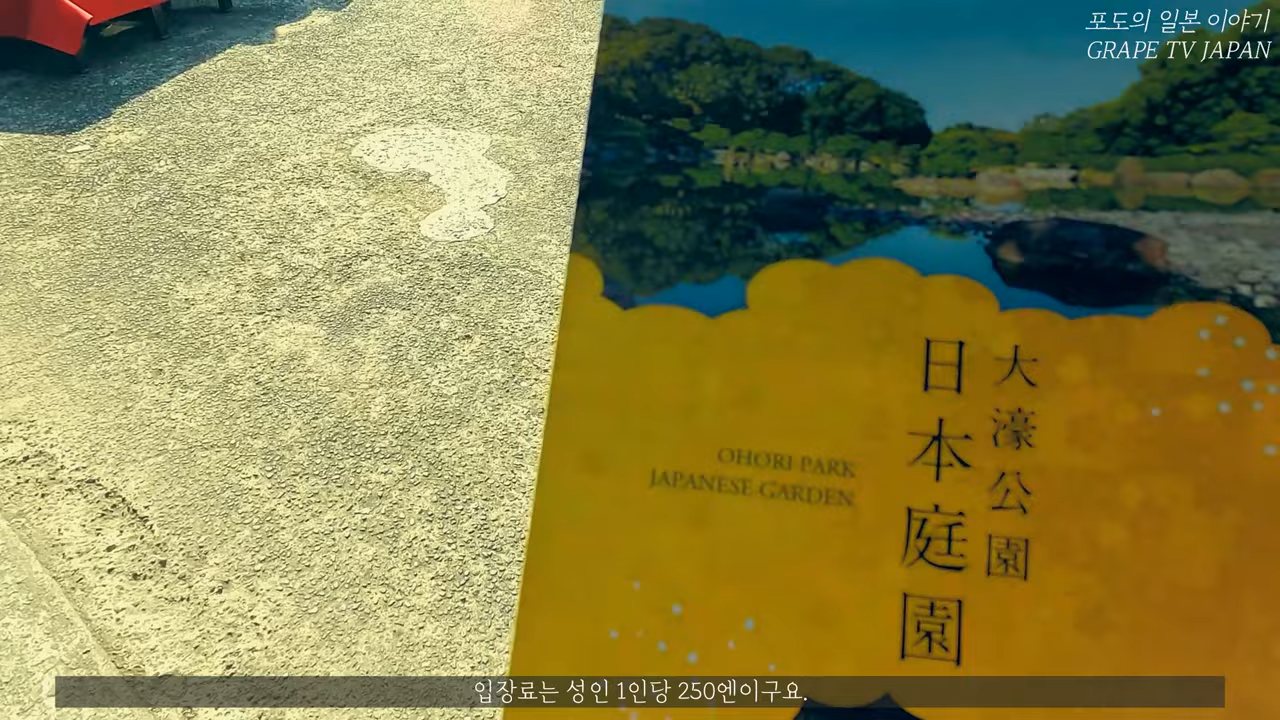 포도의 일본 이야기
GRAPE TV JAPAN
大濠公園
日本庭園
OHORI PARK
JAPANESE GARDEN
입장료는 성인 1인당 250엔이구요.